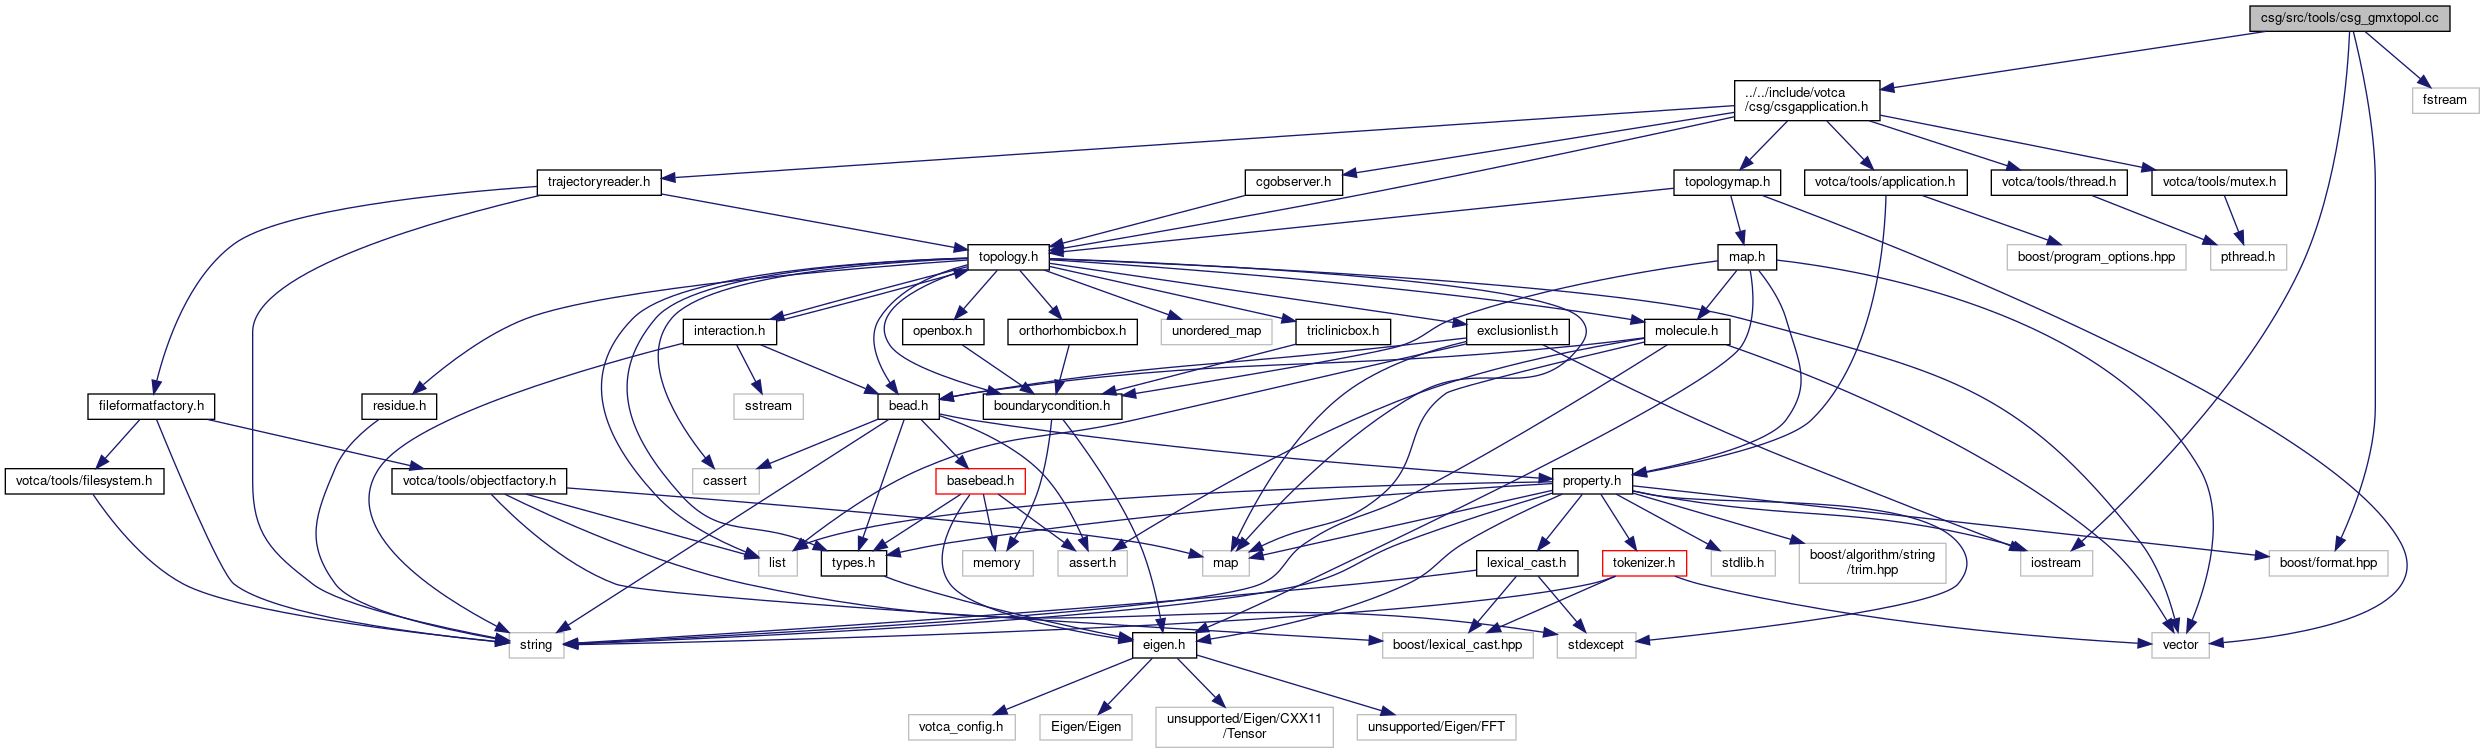 csg/src/tools/csg_gmxtopol.cc
../../include/votca
/csg/csgapplication.h
fstream
trajectoryreader.h
cgobserver.h
topologymap.h
votca/tools/application.h
votca/tools/thread.h
votca/tools/mutex.h
topology.h
map.h
boost/program_options.hpp
pthread.h
interaction.h
openbox.h
orthorhombicbox.h
unordered_map
triclinicbox.h
exclusionlist.h
molecule.h
fileformatfactory.h
residue.h
sstream
bead.h
boundarycondition.h
votca/tools/filesystem.h
votca/tools/objectfactory.h
cassert
basebead.h
property.h
list
types.h
memory
assert.h
map
lexical_cast.h
tokenizer.h
stdlib.h
boost/algorithm/string
/trim.hpp
iostream
boost/format.hpp
string
eigen.h
boost/lexical_cast.hpp
stdexcept
vector
votca_config.h
Eigen/Eigen
unsupported/Eigen/CXX11
/Tensor
unsupported/Eigen/FFT